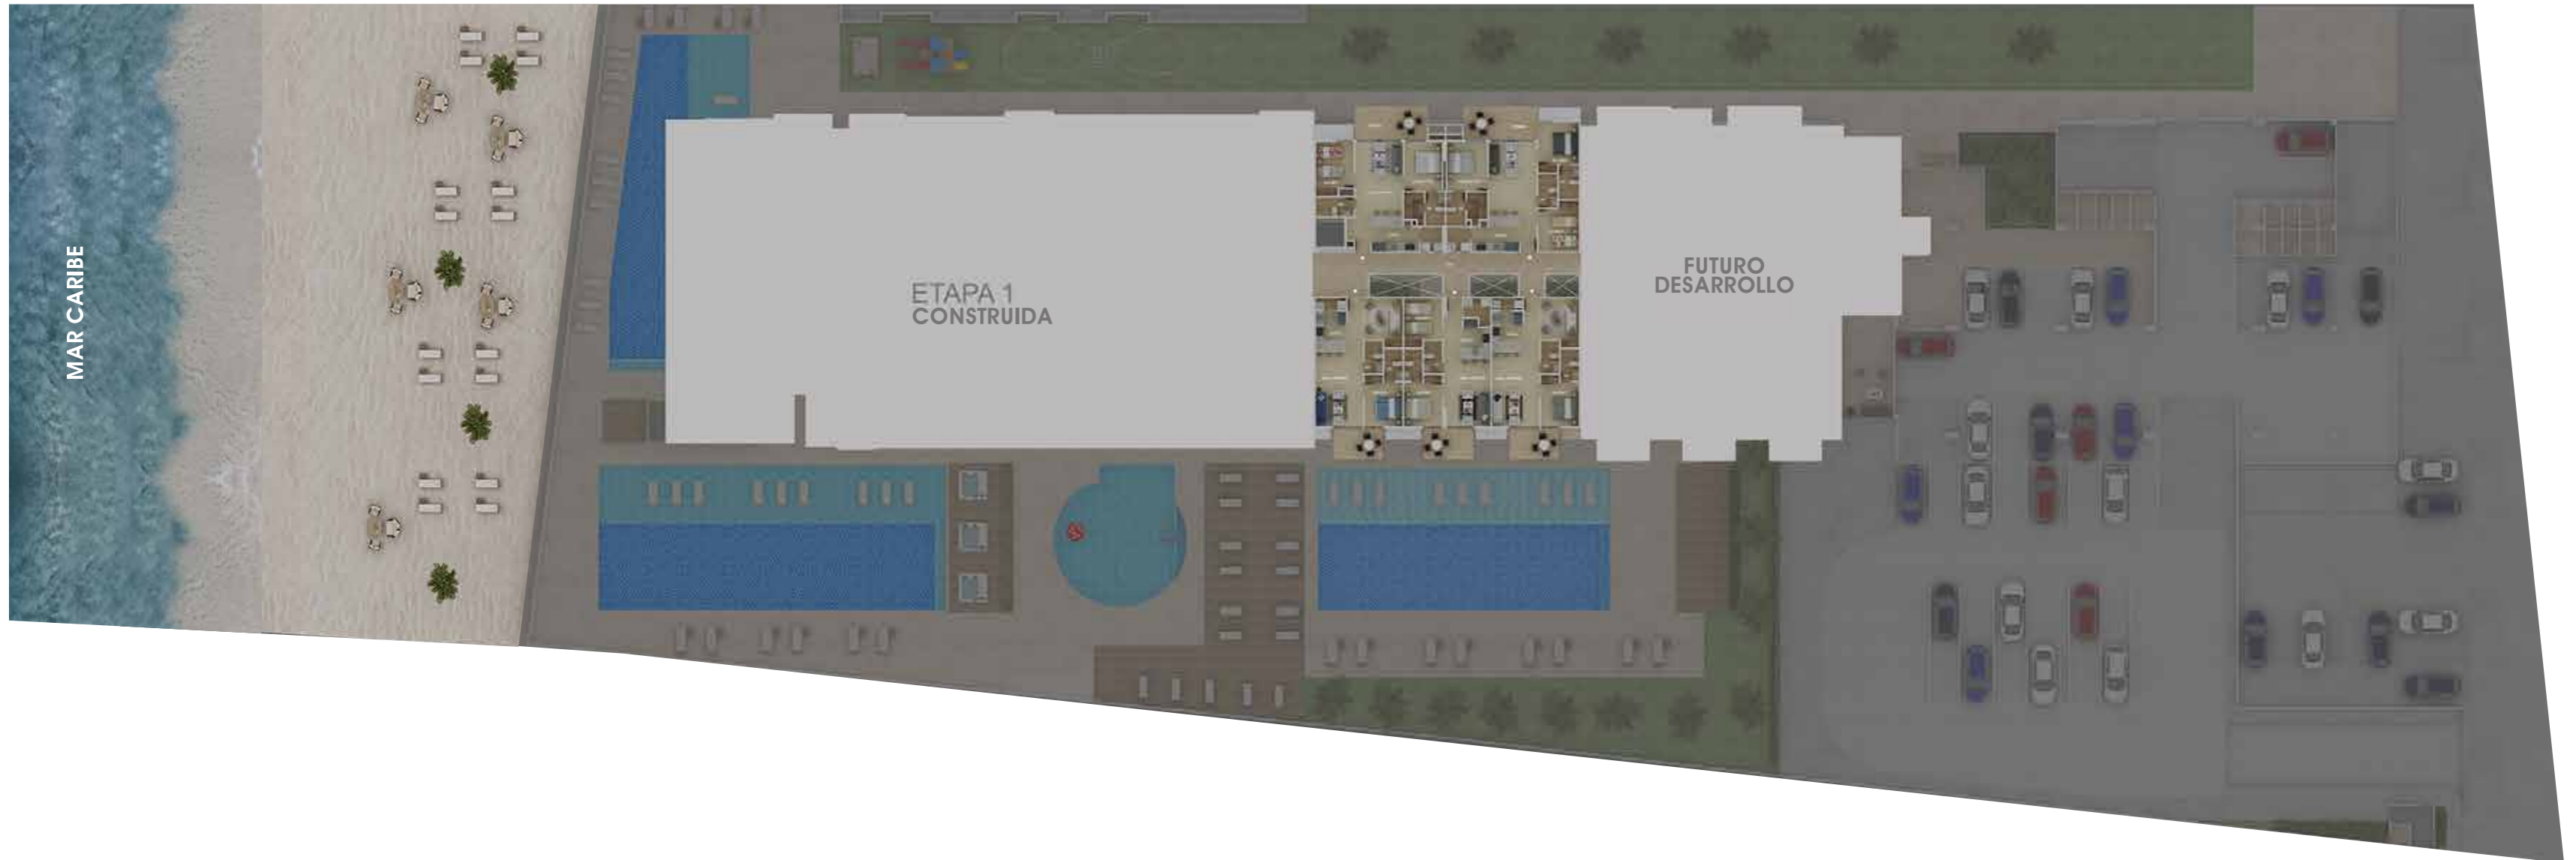 MAR CARIBE
ETAPA 1
CONSTRUIDA
FUTURO
DESARROLLO